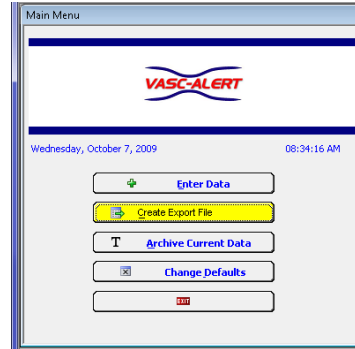 Main Menu
VASC-ALERT
Wednesday, October 7, 2009 08:34:16 AM
Enter Data
Create Export File
T Archive Current Data
Change Defaults
EXIT